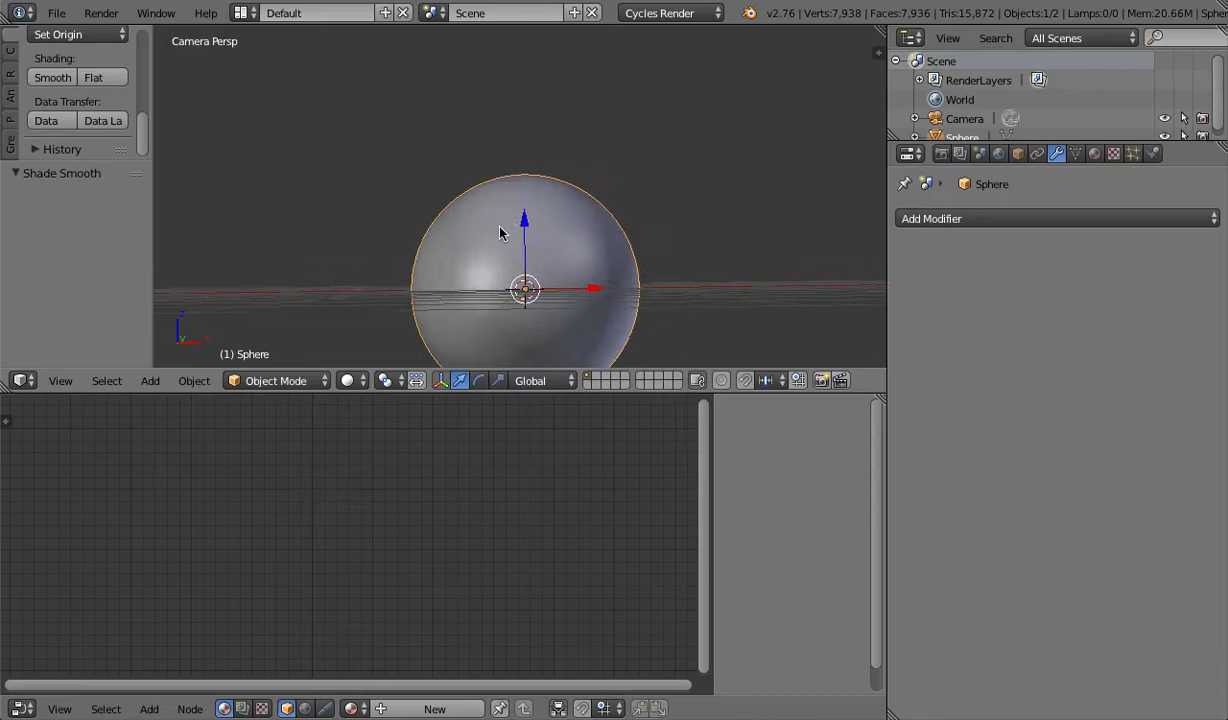 File Render Window Help Default Scene Cycles Render v2.76 | Verts:7,938 | Faces:7,936 | Tris:15,872 | Objects:1/2 | Lamps:0/0 | Mem:20.66M | Spher
Set Origin
Shading:
Smooth Flat
Data Transfer:
Data Data La
History
Shade Smooth
C
R
An
P
Gre
Camera Persp
(1) Sphere
View Select Add Object Object Mode Global
View Search All Scenes
Scene
RenderLayers
World
Camera
Sphere
Sphere
Add Modifier
View Select Add Node New